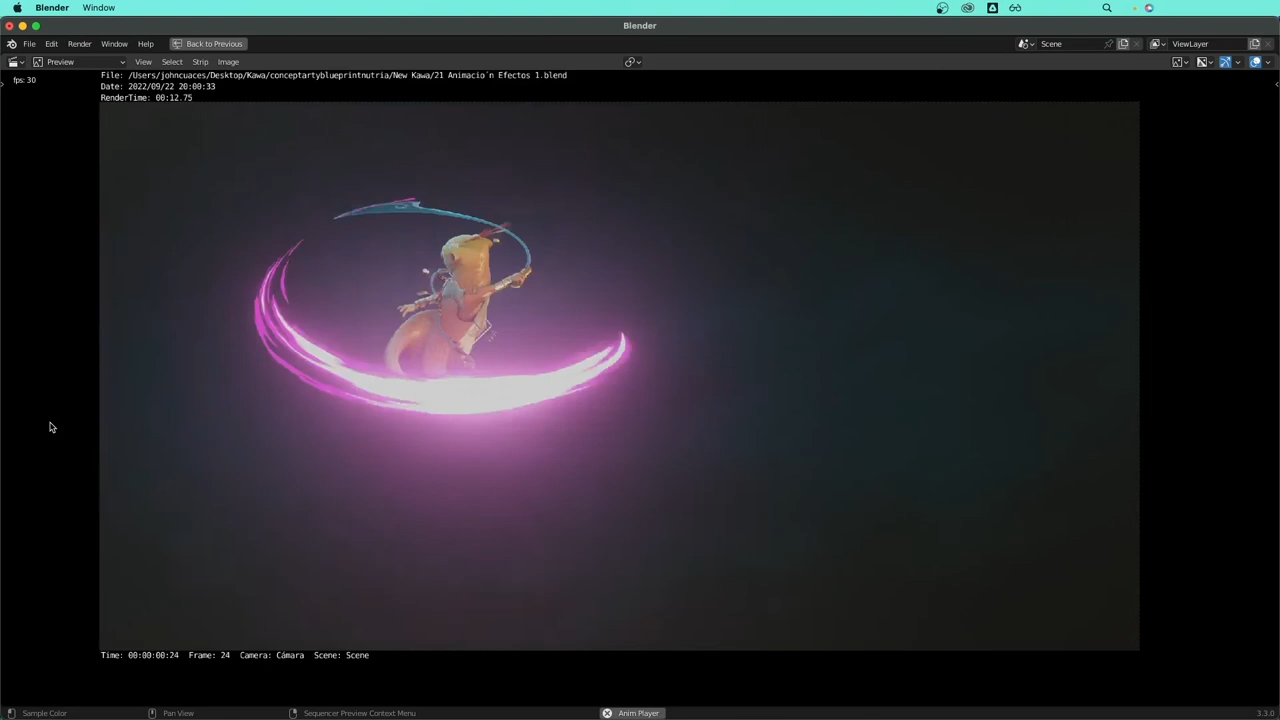 Blender Window
Blender
File Edit Render Window Help Back to Previous Scene ViewLayer
Preview View Select Strip Image
fps: 30
File: /Users/johncuaces/Desktop/Kawa/conceptartyblueprintnutria/New Kawa/21 Animacio´n Efectos 1.blend
Date: 2022/09/22 20:00:33
RenderTime: 00:12.75
Time: 00:00:00:24 Frame: 24 Camera: Cámara Scene: Scene
Sample Color Pan View Sequencer Preview Context Menu Anim Player 3.3.0